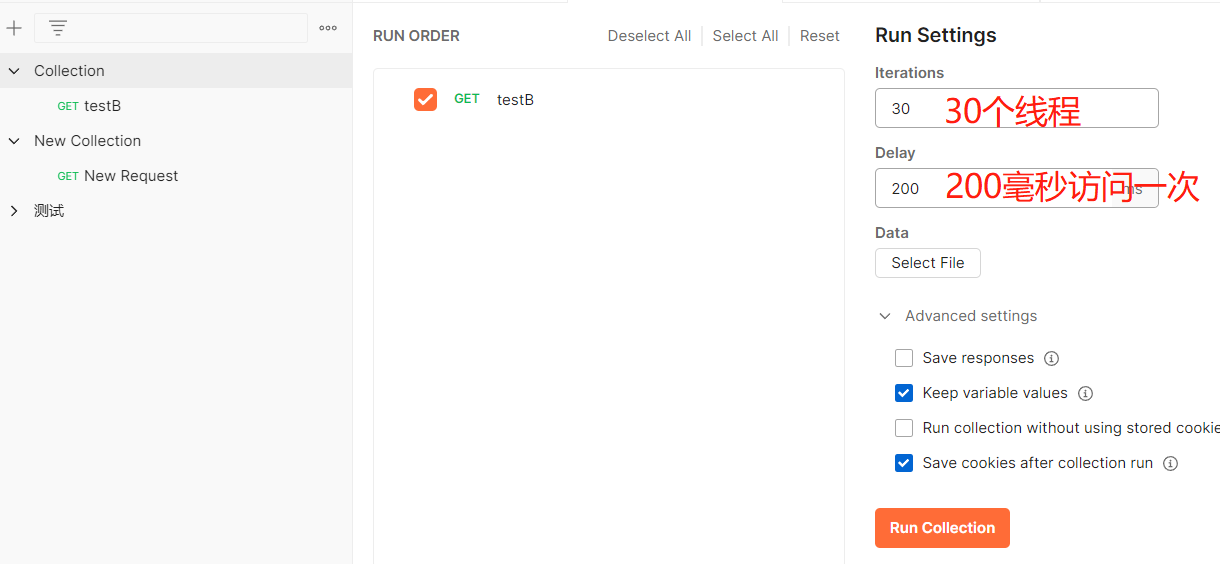 Collection
GET testB
New Collection
GET New Request
测试
RUN ORDER
Deselect All
Select All
Reset
GET testB
Run Settings
Iterations
30
30个线程
Delay
200
ms
200毫秒访问一次
Data
Select File
Advanced settings
Save responses
Keep variable values
Run collection without using stored cookie
Save cookies after collection run
Run Collection